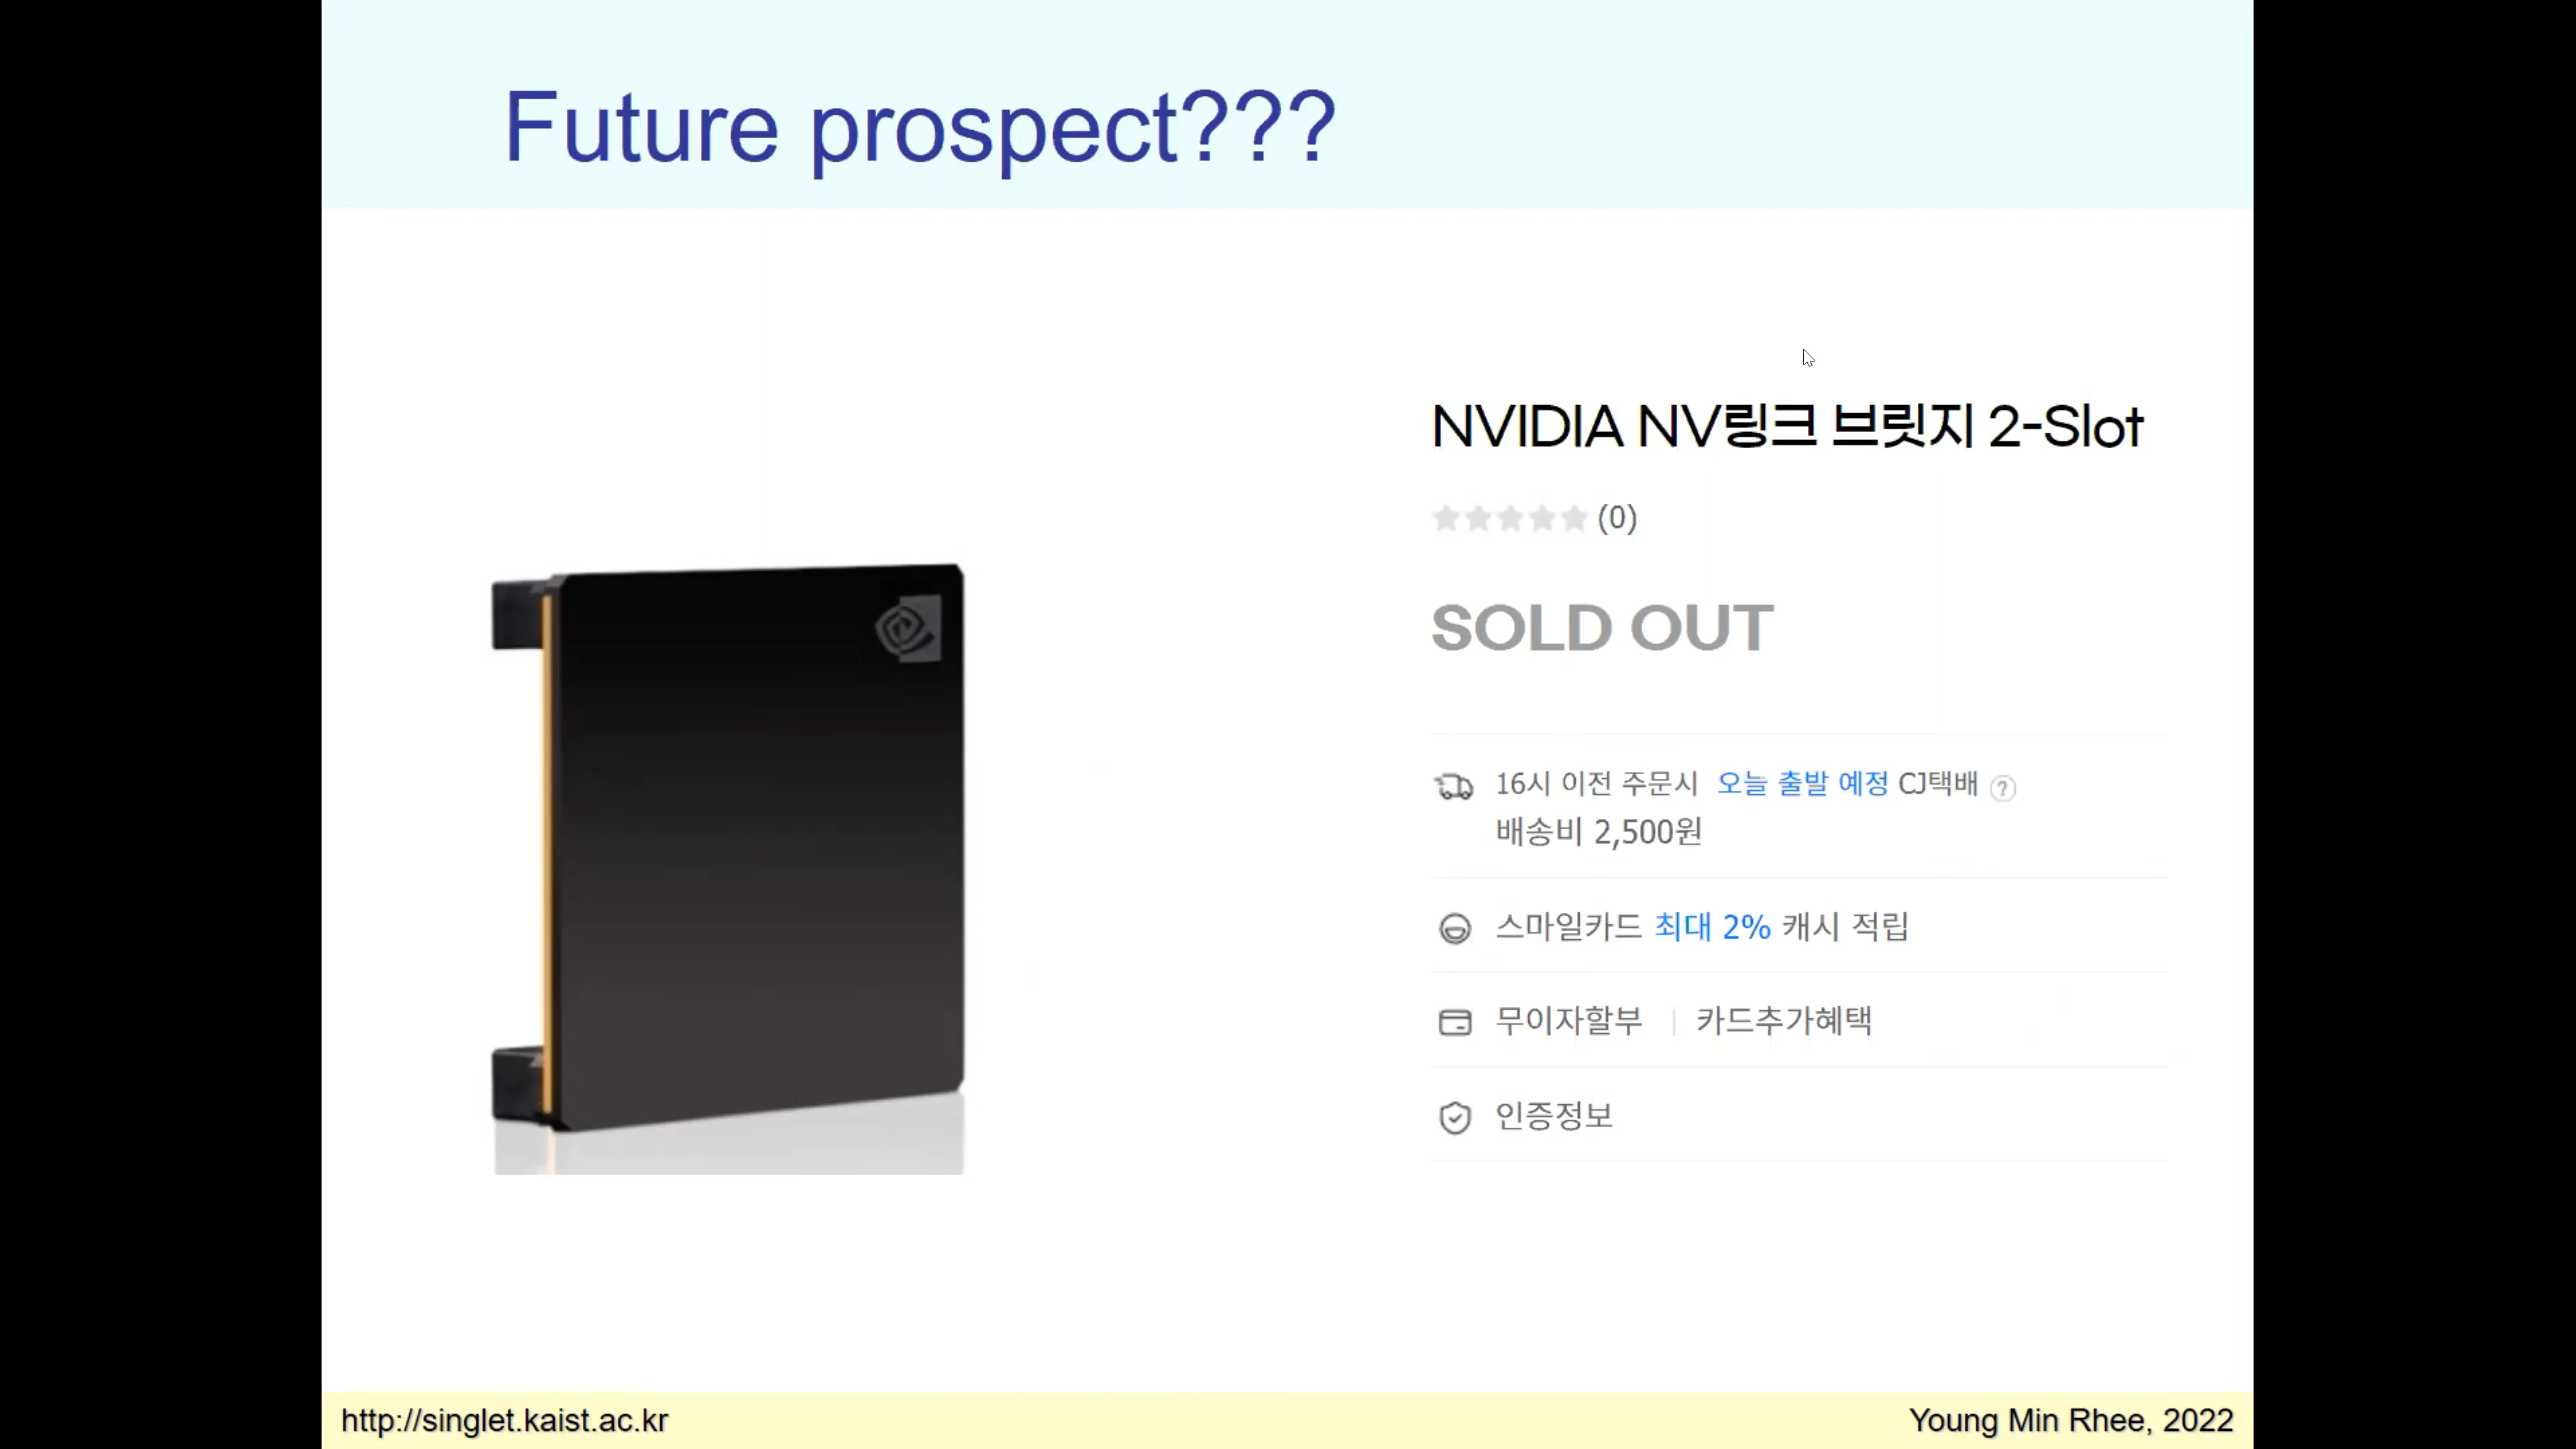 Future prospect???
NVIDIA NV링크 브릿지 2-Slot
(0)
SOLD OUT
16시 이전 주문시 오늘 출발 예정 CJ택배 ?
배송비 2,500원
스마일카드 최대 2% 캐시 적립
무이자할부 | 카드추가혜택
인증정보
http://singlet.kaist.ac.kr
Young Min Rhee, 2022